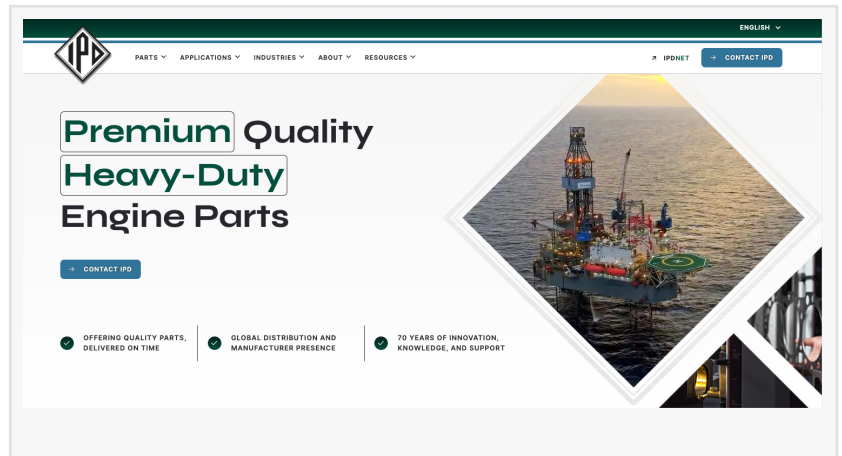 ENGLISH
IPD
PARTS
APPLICATIONS
INDUSTRIES
ABOUT
RESOURCES
IPDNET
CONTACT IPD
Premium Quality
Heavy-Duty
Engine Parts
CONTACT IPD
OFFERING QUALITY PARTS,
DELIVERED ON TIME
GLOBAL DISTRIBUTION AND
MANUFACTURER PRESENCE
70 YEARS OF INNOVATION,
KNOWLEDGE, AND SUPPORT